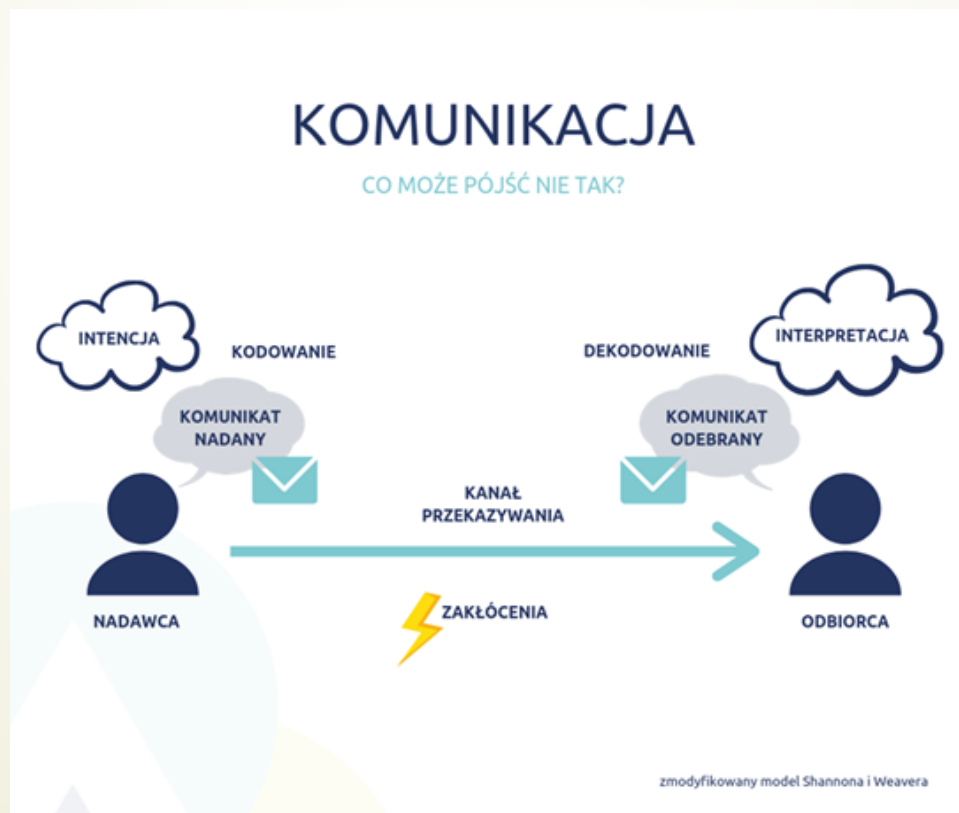 KOMUNIKACJA
CO MOŻE PÓJŚĆ NIE TAK?
INTENCJA
KODOWANIE
DEKODOWANIE
INTERPRETACJA
KOMUNIKAT
NADANY
KOMUNIKAT
ODEBRANY
KANAŁ
PRZEKAZYWANIA
ZAKŁÓCENIA
NADAWCA
ODBIORCA
zmodyfikowany model Shannona i Weavera